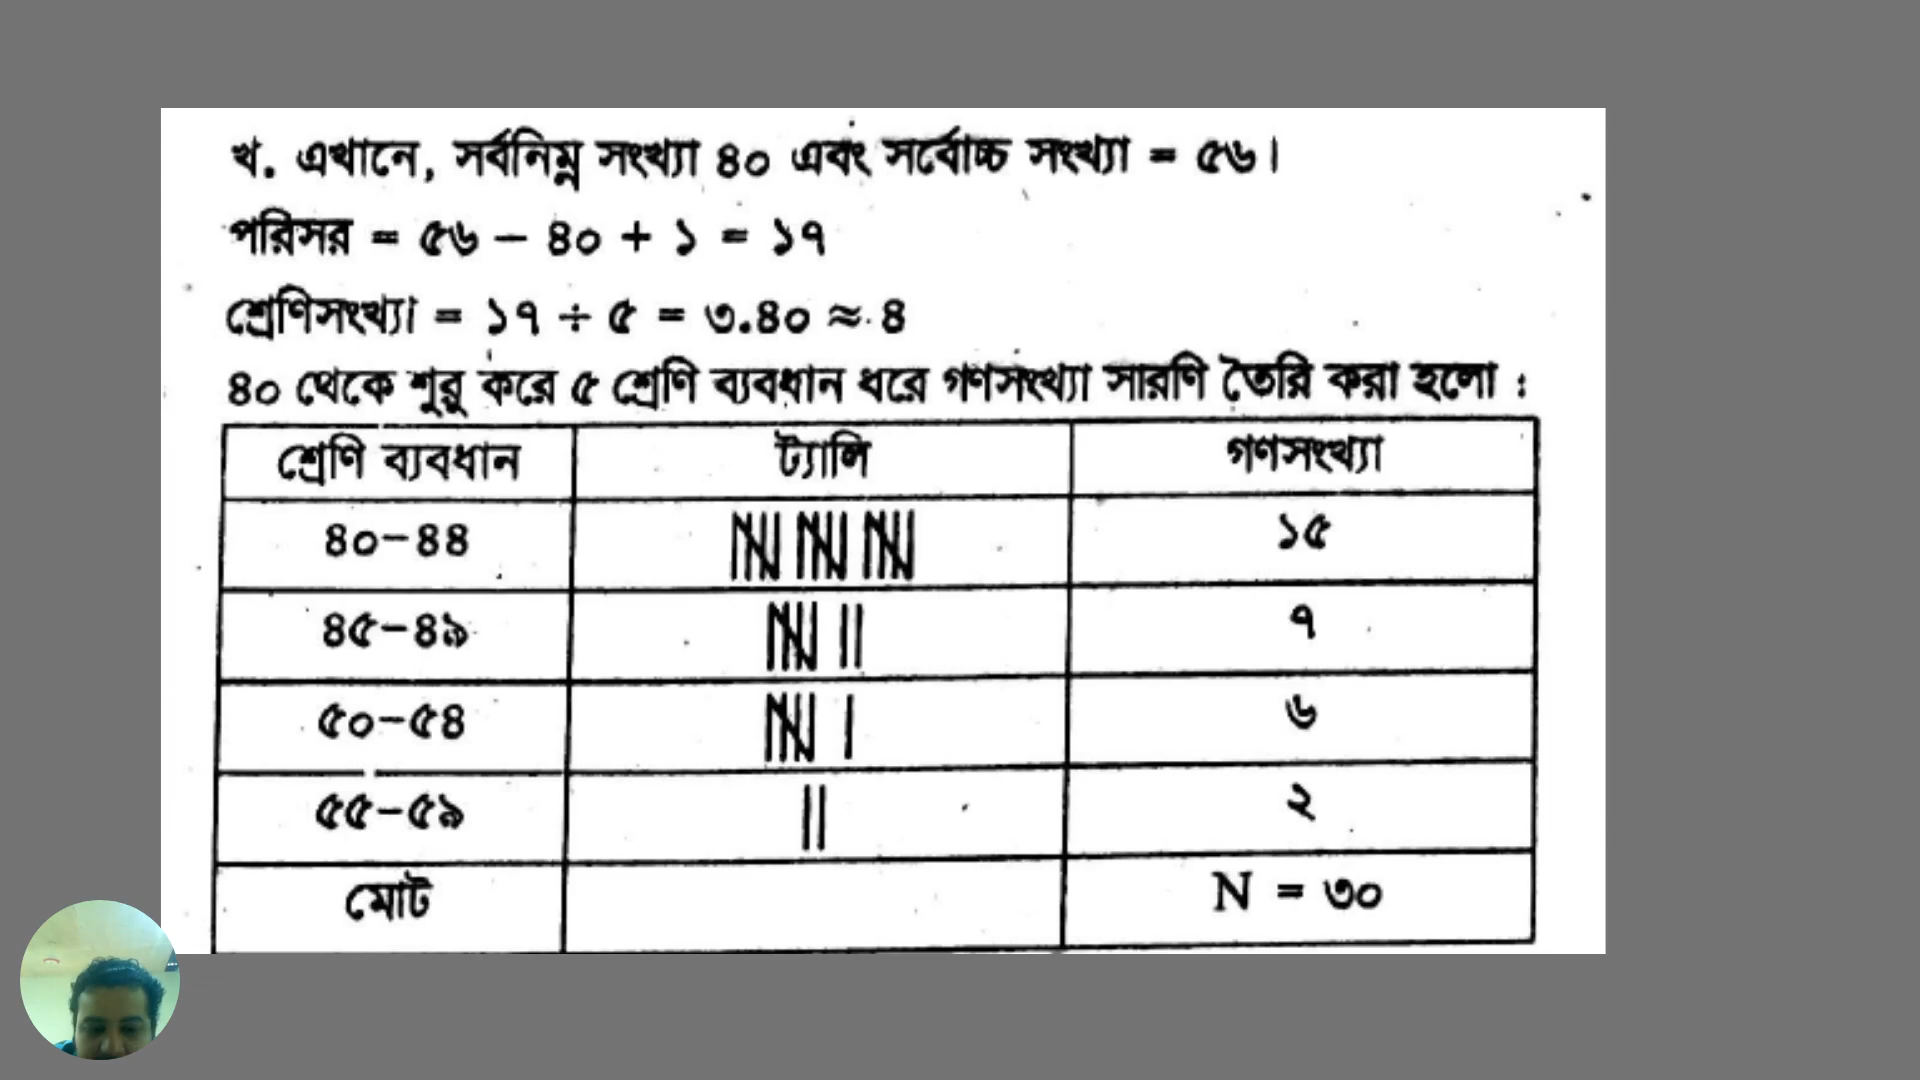 খ. এখানে, সর্বনিম্ন সংখ্যা ৪০ এবং সর্বোচ্চ সংখ্যা = ৫৬।
পরিসর = ৫৬ – ৪০ + ১ = ১৭
শ্রেণিসংখ্যা = ১৭ ÷ ৫ = ৩.৪০ ≈ ৪
৪০ থেকে শুরু করে ৫ শ্রেণি ব্যবধান ধরে গণসংখ্যা সারণি তৈরি করা হলো :
শ্রেণি ব্যবধান ট্যালি গণসংখ্যা
৪০–৪৪ ১৫
৪৫–৪৯ ৭
৫০–৫৪ ৬
৫৫–৫৯ ২
মোট N = ৩০